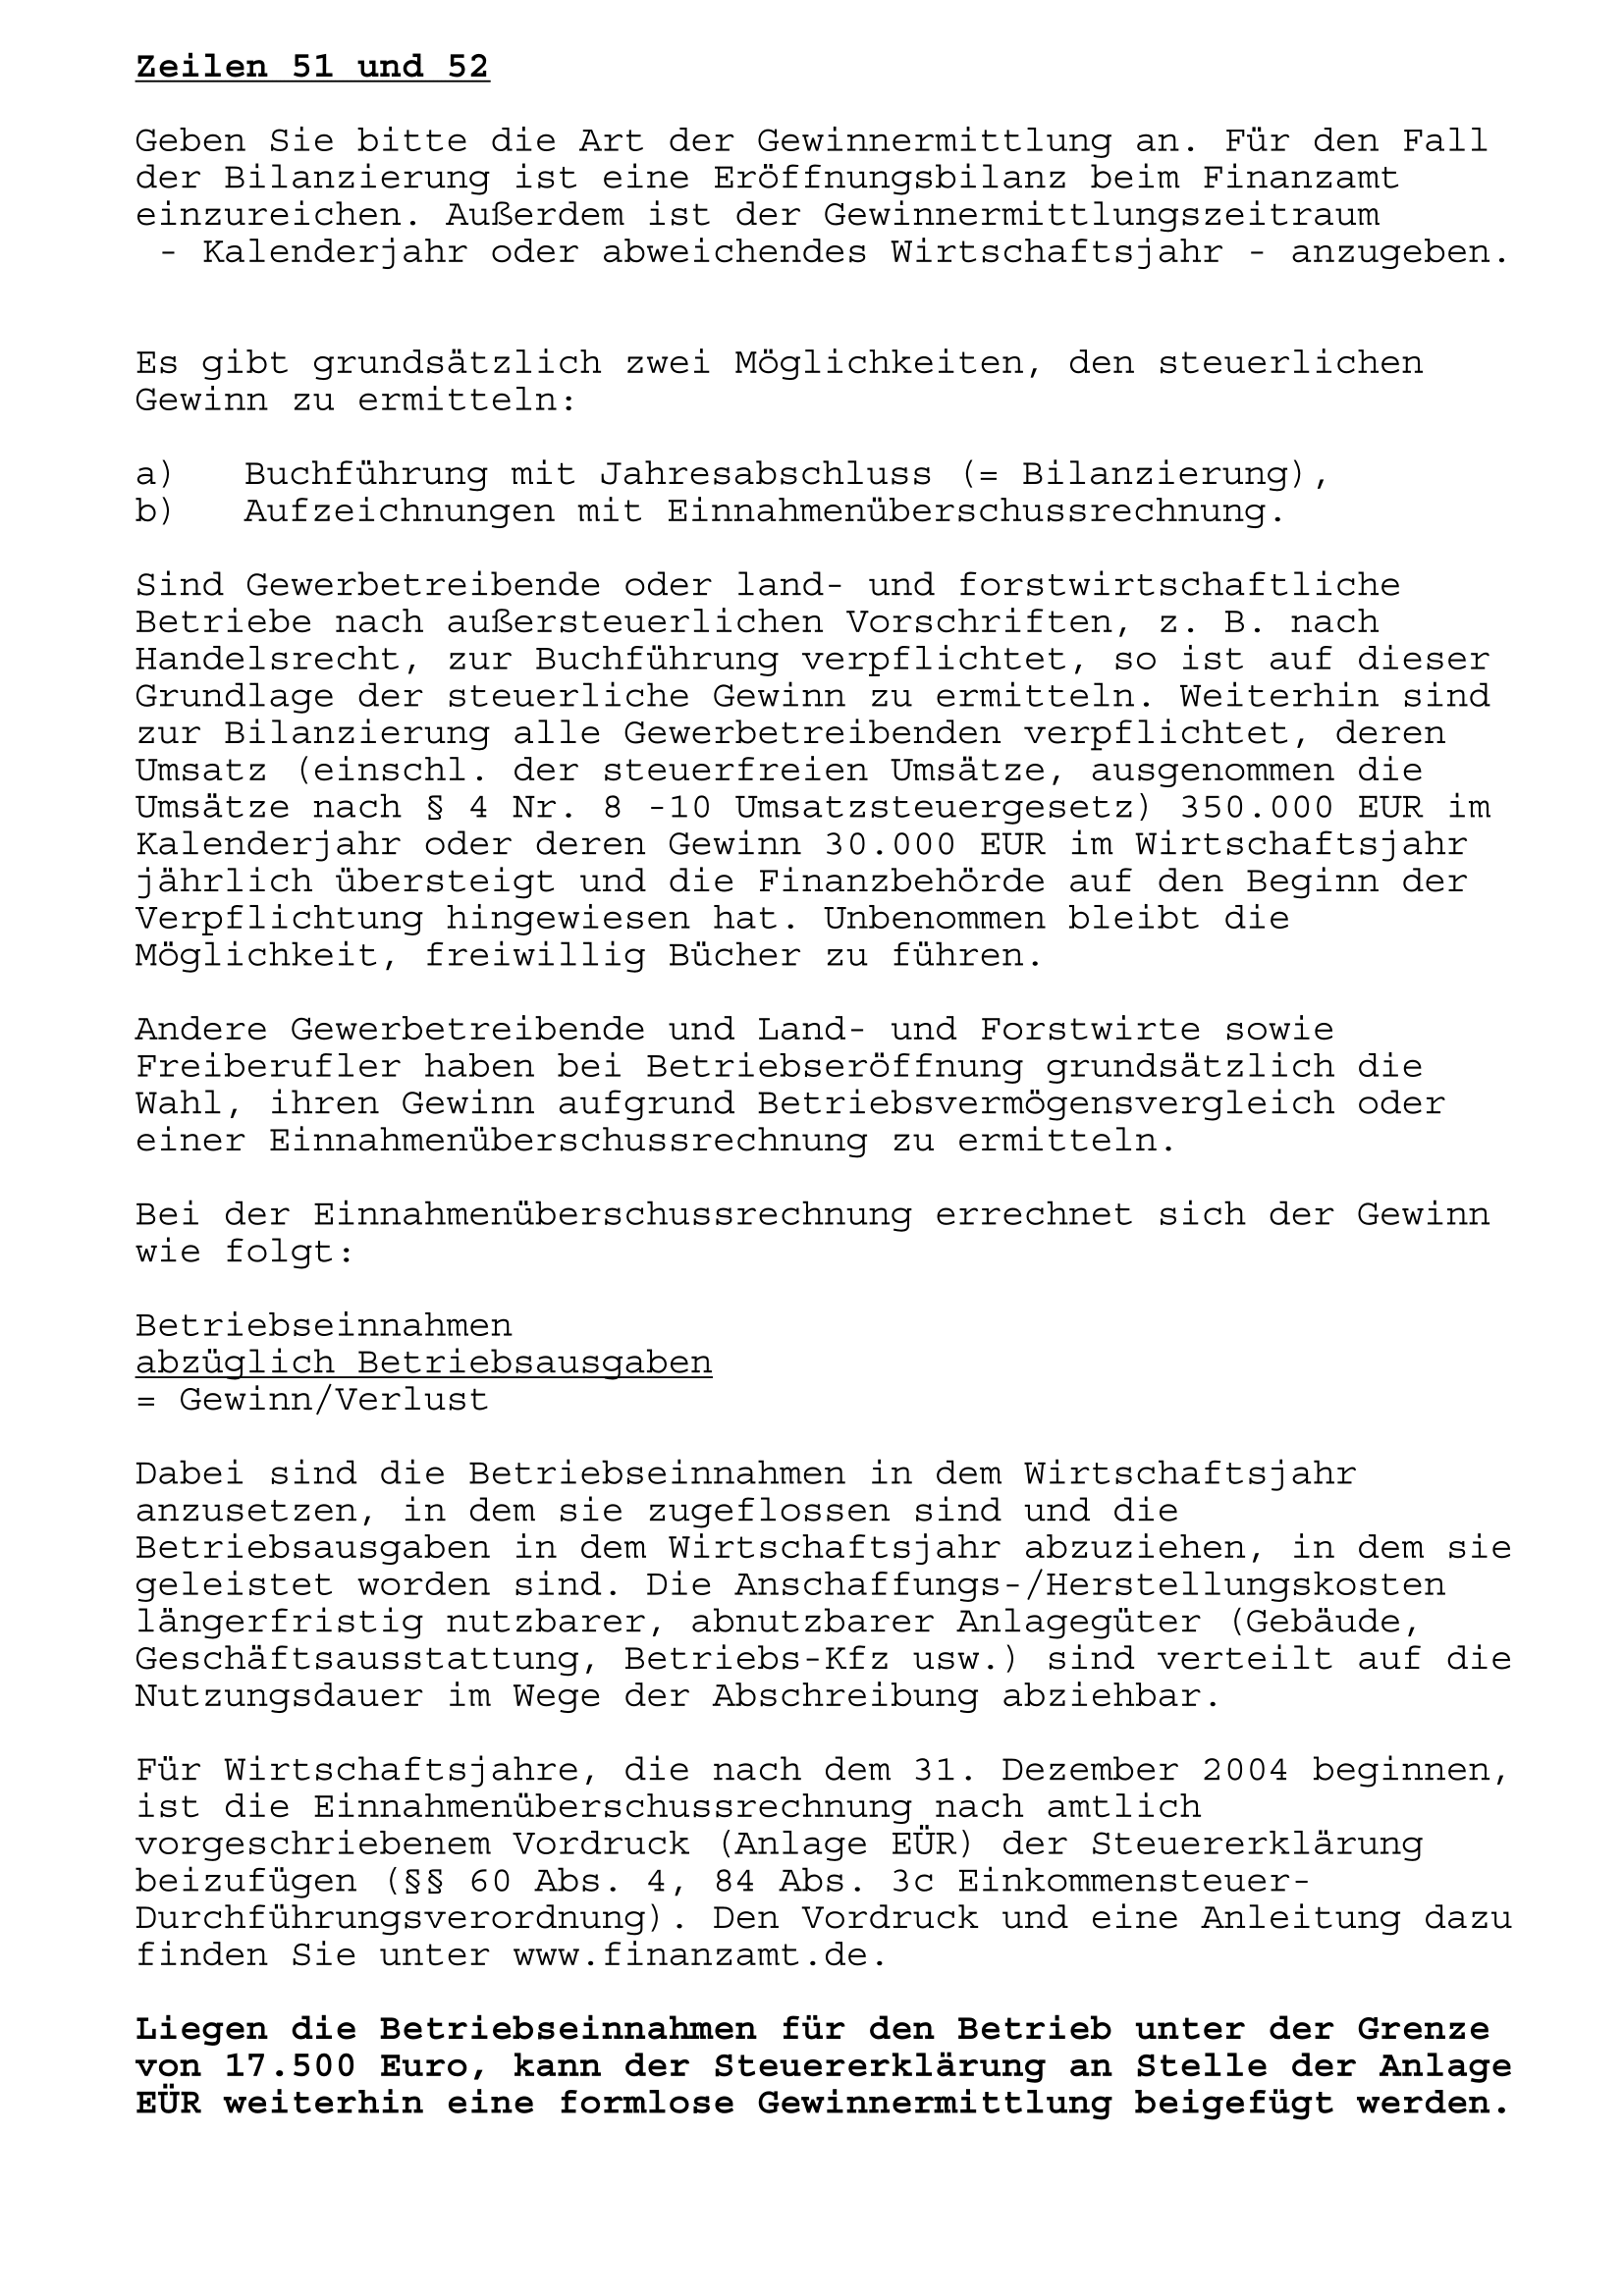 Zeilen 51 und 52
Geben Sie bitte die Art der Gewinnermittlung an. Für den Fall
der Bilanzierung ist eine Eröffnungsbilanz beim Finanzamt
einzureichen. Außerdem ist der Gewinnermittlungszeitraum
- Kalenderjahr oder abweichendes Wirtschaftsjahr - anzugeben.
Es gibt grundsätzlich zwei Möglichkeiten, den steuerlichen
Gewinn zu ermitteln:
a) Buchführung mit Jahresabschluss (= Bilanzierung),
b) Aufzeichnungen mit Einnahmenüberschussrechnung.
Sind Gewerbetreibende oder land- und forstwirtschaftliche
Betriebe nach außersteuerlichen Vorschriften, z. B. nach
Handelsrecht, zur Buchführung verpflichtet, so ist auf dieser
Grundlage der steuerliche Gewinn zu ermitteln. Weiterhin sind
zur Bilanzierung alle Gewerbetreibenden verpflichtet, deren
Umsatz (einschl. der steuerfreien Umsätze, ausgenommen die
Umsätze nach § 4 Nr. 8 -10 Umsatzsteuergesetz) 350.000 EUR im
Kalenderjahr oder deren Gewinn 30.000 EUR im Wirtschaftsjahr
jährlich übersteigt und die Finanzbehörde auf den Beginn der
Verpflichtung hingewiesen hat. Unbenommen bleibt die
Möglichkeit, freiwillig Bücher zu führen.
Andere Gewerbetreibende und Land- und Forstwirte sowie
Freiberufler haben bei Betriebseröffnung grundsätzlich die
Wahl, ihren Gewinn aufgrund Betriebsvermögensvergleich oder
einer Einnahmenüberschussrechnung zu ermitteln.
Bei der Einnahmenüberschussrechnung errechnet sich der Gewinn
wie folgt:
Betriebseinnahmen
abzüglich Betriebsausgaben
= Gewinn/Verlust
Dabei sind die Betriebseinnahmen in dem Wirtschaftsjahr
anzusetzen, in dem sie zugeflossen sind und die
Betriebsausgaben in dem Wirtschaftsjahr abzuziehen, in dem sie
geleistet worden sind. Die Anschaffungs-/Herstellungskosten
längerfristig nutzbarer, abnutzbarer Anlagegüter (Gebäude,
Geschäftsausstattung, Betriebs-Kfz usw.) sind verteilt auf die
Nutzungsdauer im Wege der Abschreibung abziehbar.
Für Wirtschaftsjahre, die nach dem 31. Dezember 2004 beginnen,
ist die Einnahmenüberschussrechnung nach amtlich
vorgeschriebenem Vordruck (Anlage EÜR) der Steuererklärung
beizufügen (§§ 60 Abs. 4, 84 Abs. 3c Einkommensteuer-
Durchführungsverordnung). Den Vordruck und eine Anleitung dazu
finden Sie unter www.finanzamt.de.
Liegen die Betriebseinnahmen für den Betrieb unter der Grenze
von 17.500 Euro, kann der Steuererklärung an Stelle der Anlage
EÜR weiterhin eine formlose Gewinnermittlung beigefügt werden.